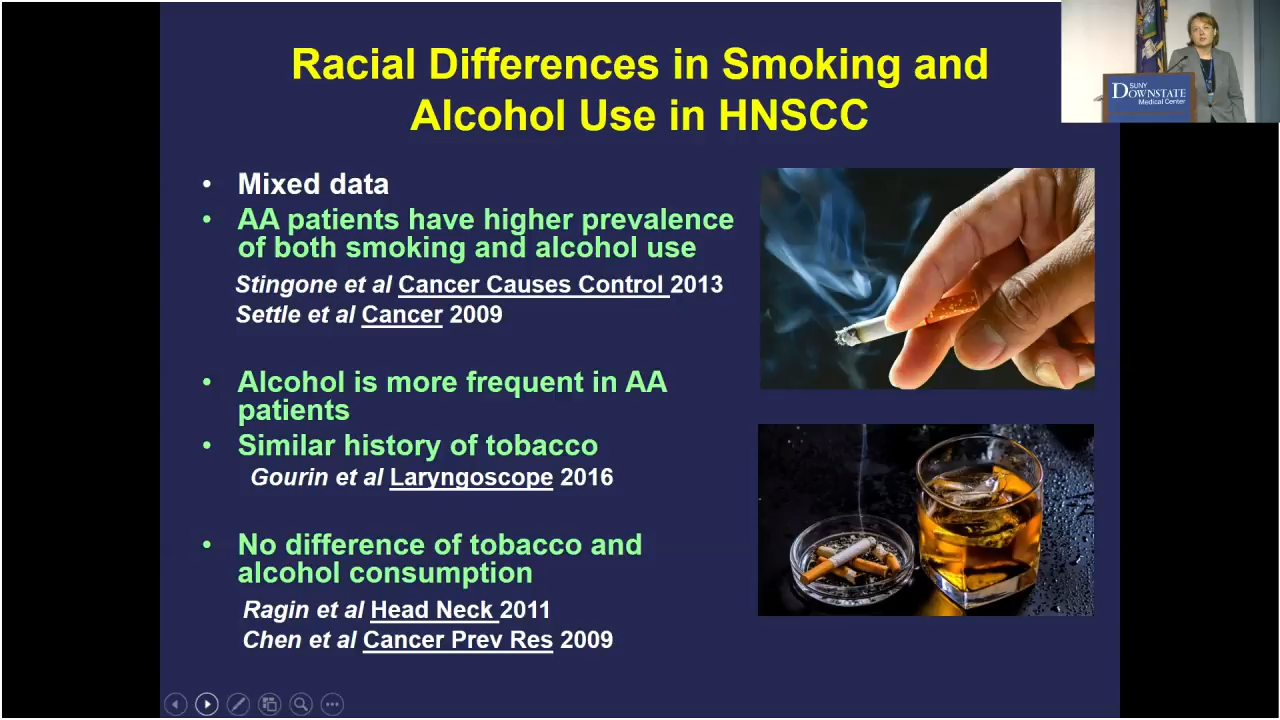 Racial Differences in Smoking and
Alcohol Use in HNSCC
• Mixed data
• AA patients have higher prevalence
of both smoking and alcohol use
Stingone et al Cancer Causes Control 2013
Settle et al Cancer 2009
• Alcohol is more frequent in AA
patients
• Similar history of tobacco
Gourin et al Laryngoscope 2016
• No difference of tobacco and
alcohol consumption
Ragin et al Head Neck 2011
Chen et al Cancer Prev Res 2009
SUNY
DOWNSTATE
Medical Center